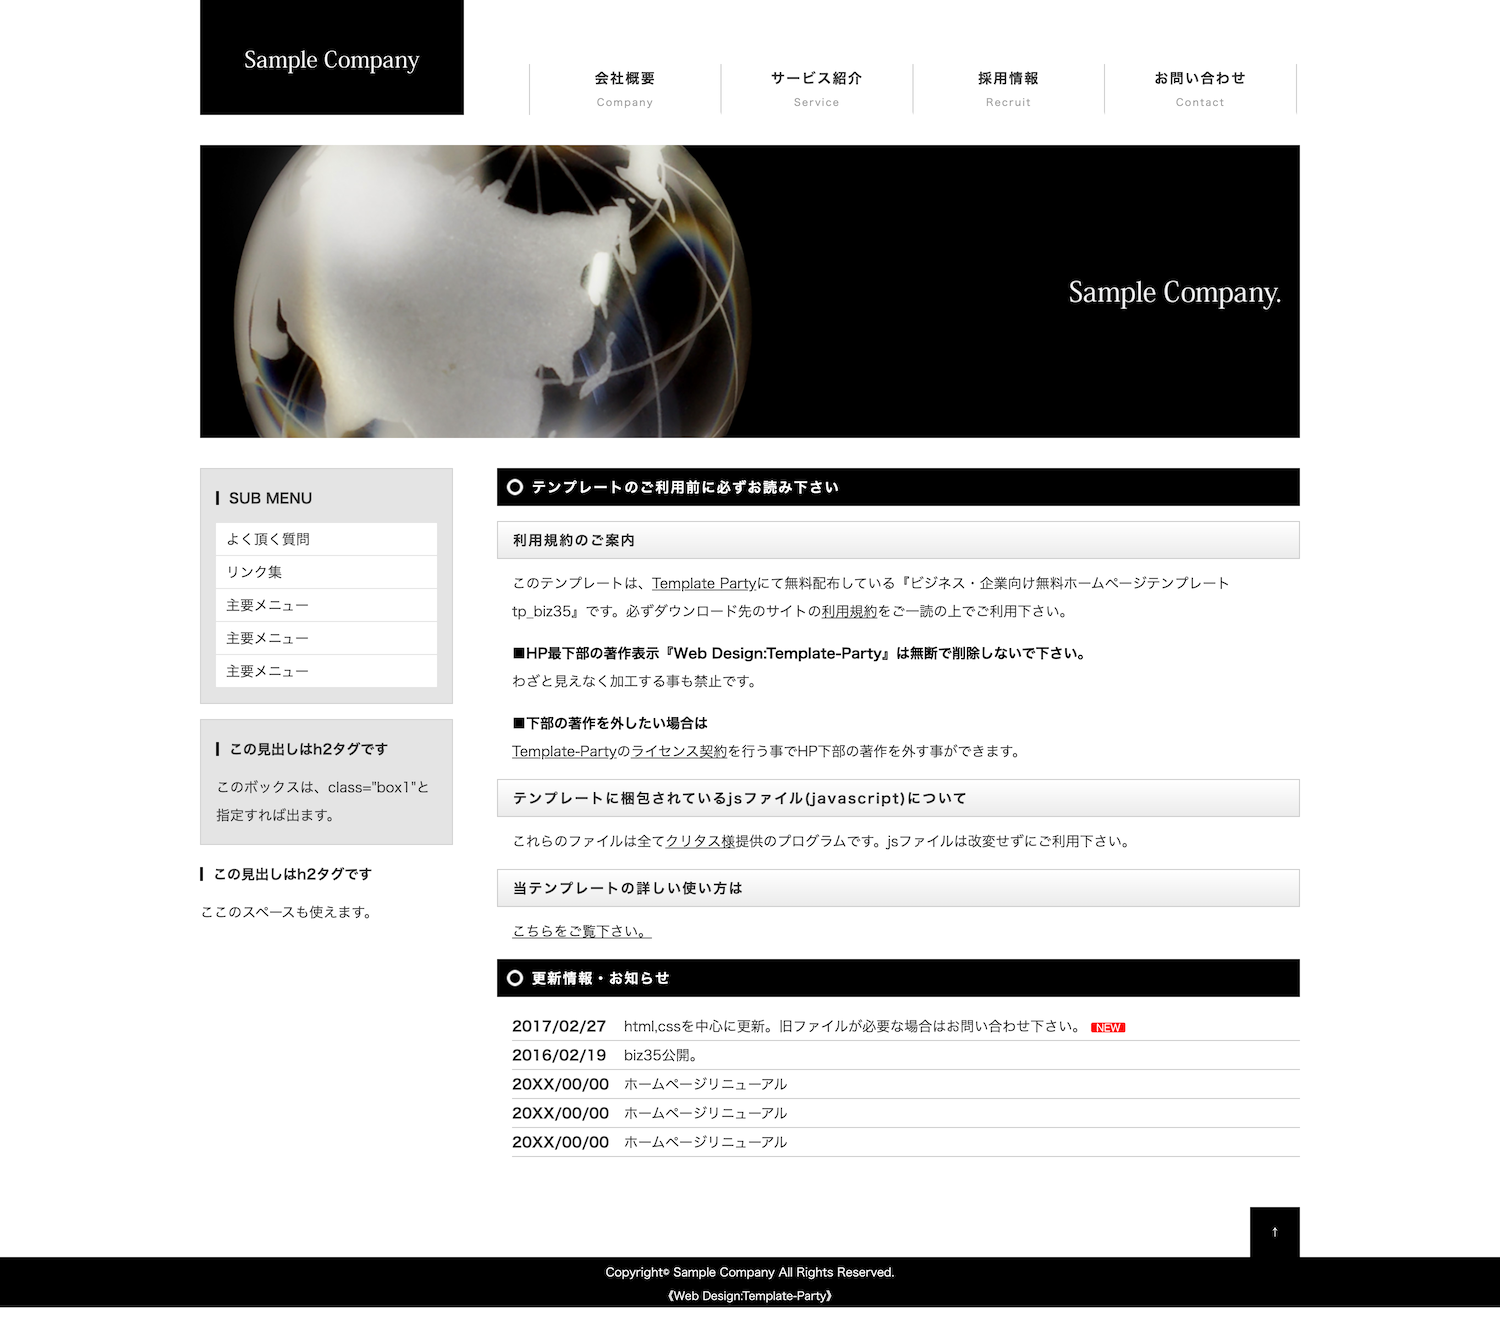 Sample Company
会社概要
Company
サービス紹介
Service
採用情報
Recruit
お問い合わせ
Contact
Sample Company.
SUB MENU
よく頂く質問
リンク集
主要メニュー
主要メニュー
主要メニュー
この見出しはh2タグです
このボックスは、class="box1"と
指定すれば出ます。
この見出しはh2タグです
ここのスペースも使えます。
テンプレートのご利用前に必ずお読み下さい
利用規約のご案内
このテンプレートは、Template Partyにて無料配布している『ビジネス・企業向け無料ホームページテンプレート
tp_biz35』です。必ずダウンロード先のサイトの利用規約をご一読の上でご利用下さい。
■HP最下部の著作表示『Web Design:Template-Party』は無断で削除しないで下さい。
わざと見えなく加工する事も禁止です。
■下部の著作を外したい場合は
Template-Partyのライセンス契約を行う事でHP下部の著作を外す事ができます。
テンプレートに梱包されているjsファイル(javascript)について
これらのファイルは全てクリタス様提供のプログラムです。jsファイルは改変せずにご利用下さい。
当テンプレートの詳しい使い方は
こちらをご覧下さい。
更新情報・お知らせ
2017/02/27 html,cssを中心に更新。旧ファイルが必要な場合はお問い合わせ下さい。 NEW
2016/02/19 biz35公開。
20XX/00/00 ホームページリニューアル
20XX/00/00 ホームページリニューアル
20XX/00/00 ホームページリニューアル
↑
Copyright© Sample Company All Rights Reserved.
《Web Design:Template-Party》